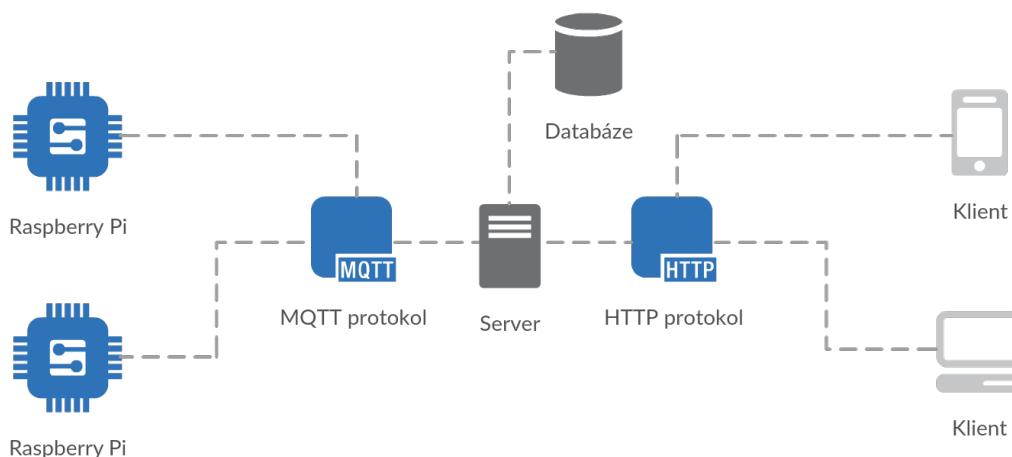 Databáze
Raspberry Pi
Klient
MQTT
HTTP
MQTT protokol
Server
HTTP protokol
Klient
Raspberry Pi